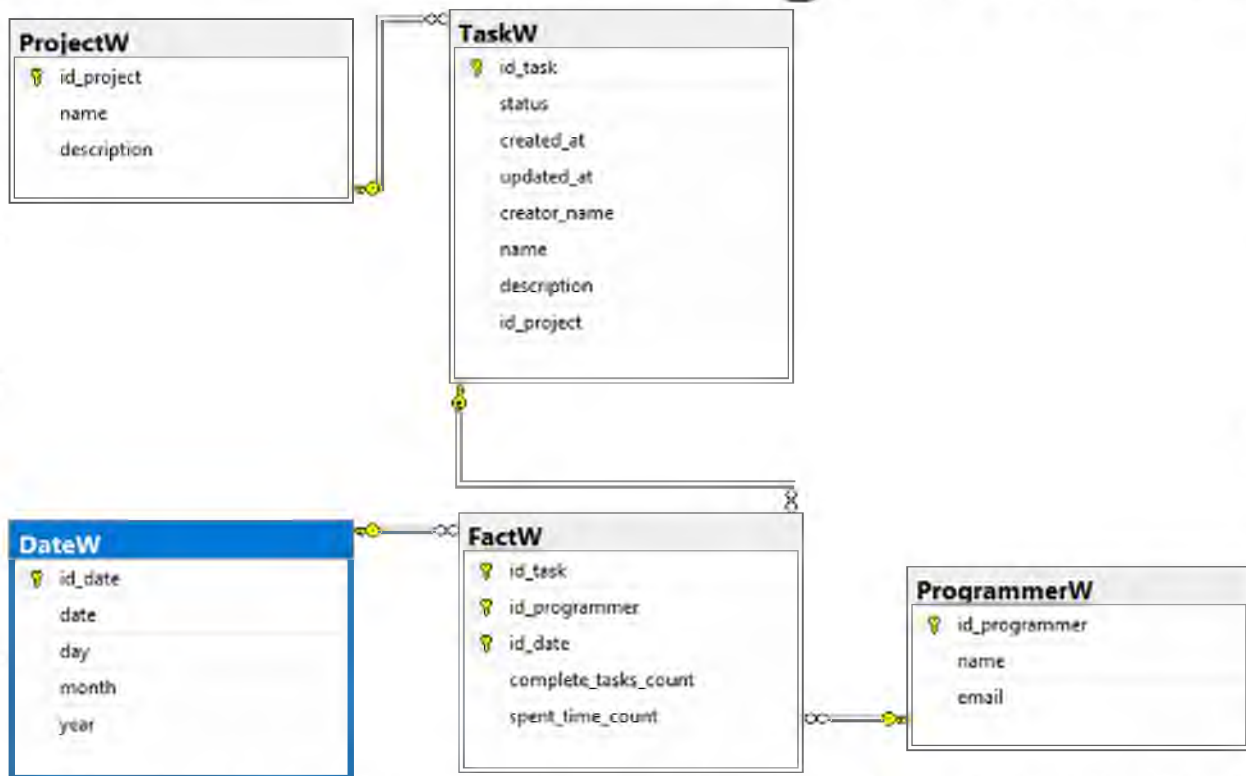 ProjectW
id_project
name
description
TaskW
id_task
status
created_at
updated_at
creator_name
name
description
id_project
DateW
id_date
date
day
month
year
FactW
id_task
id_programmer
id_date
complete_tasks_count
spent_time_count
ProgrammerW
id_programmer
name
email